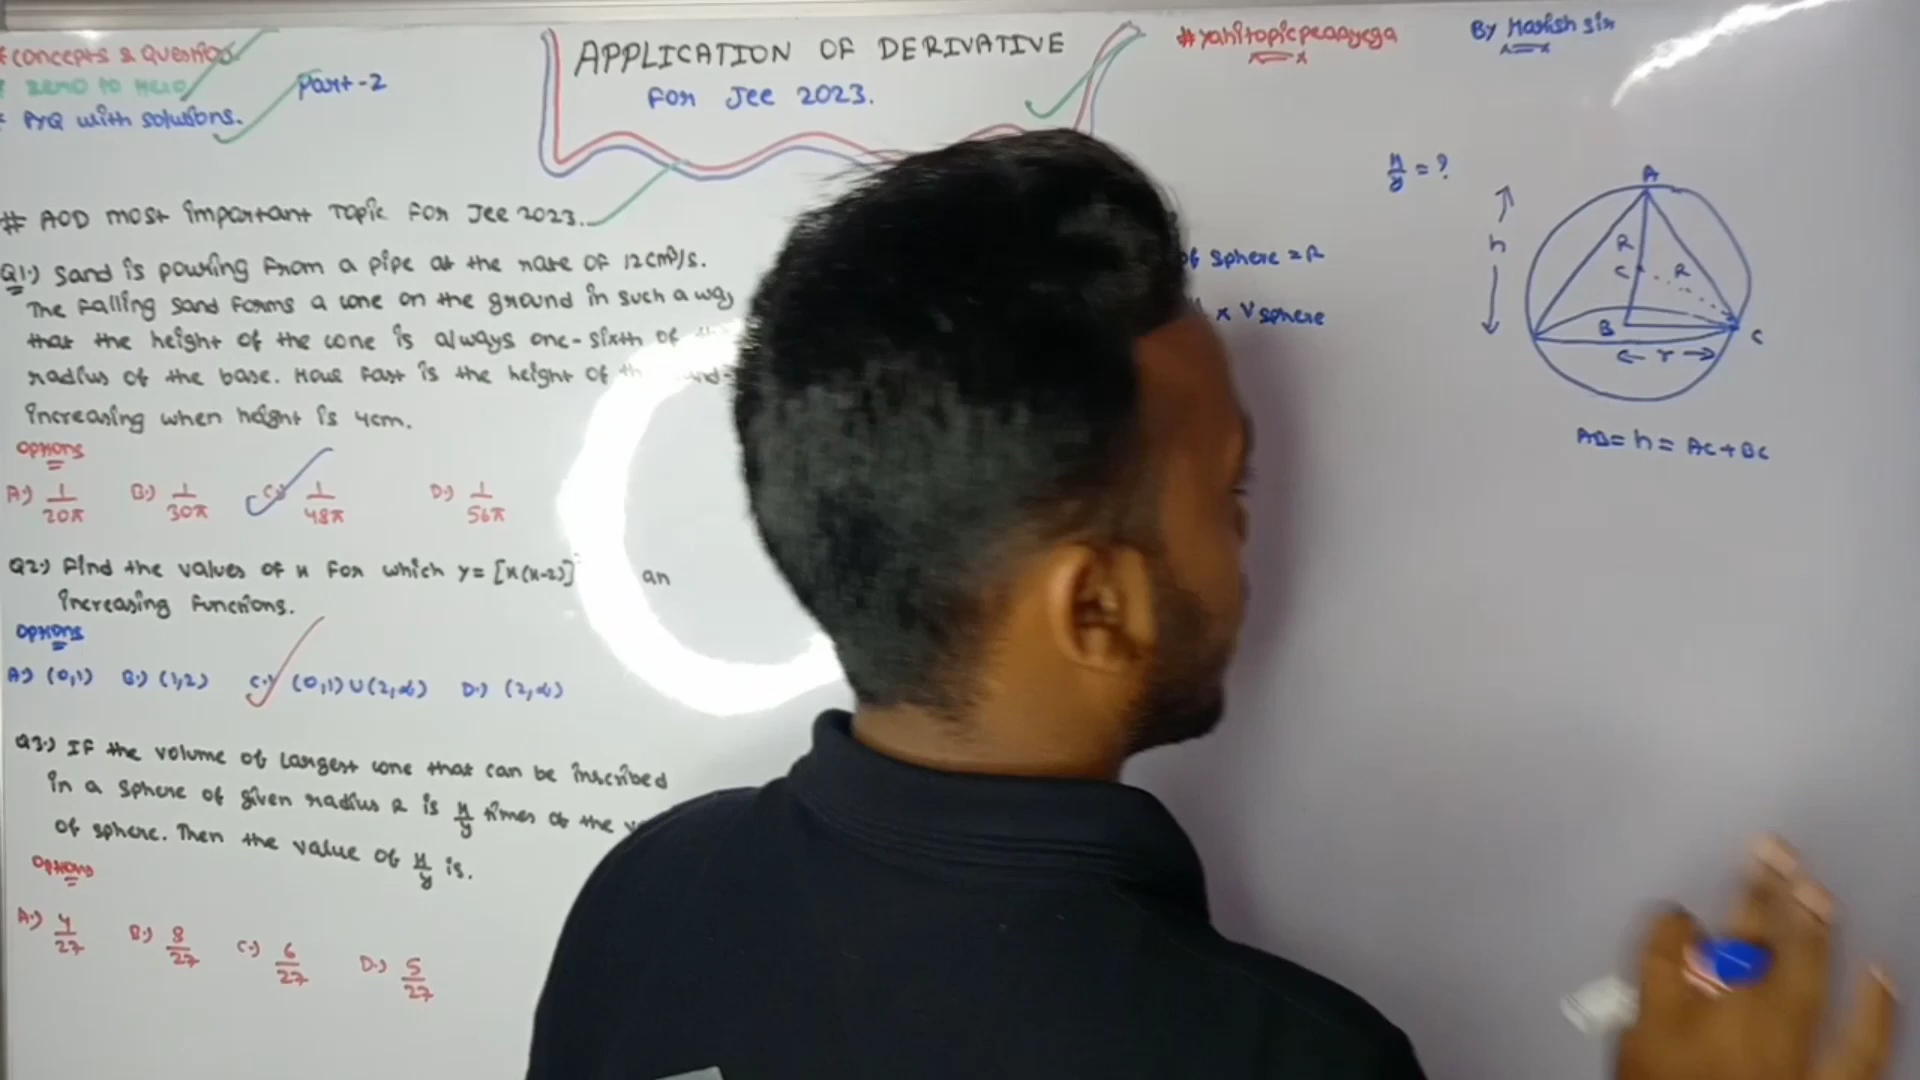 # Concepts & Question
# Zero to Hero
# PYQ with solutions.
Part-2
APPLICATION OF DERIVATIVE
For Jee 2023.
#Yahitopicpeaayega
By Harish sir
# AOD most important Topic For Jee 2023.
Q1.) Sand is pouring from a pipe at the rate of 12cm³/s.
The falling sand forms a cone on the ground in such a way
that the height of the cone is always one-sixth of
radius of the base. How fast is the height of
increasing when height is 4cm.
Options
A.) 1/20π B.) 1/30π C.) 1/48π D.) 1/56π
Q2.) Find the values of x for which y = [x(x-2)] an
increasing functions.
Options
A.) (0,1) B.) (1,2) C.) (0,1) ∪ (2,∞) D.) (2,∞)
Q3.) If the volume of largest cone that can be inscribed
in a sphere of given radius R is x/y times of the
of sphere. Then the value of x/y is.
Options
A.) 4/27 B.) 8/27 C.) 6/27 D.) 5/27
x/y = ?
of sphere = R
x V sphere
A
h
R
C R
B C
← r →
AB = h = AC + BC